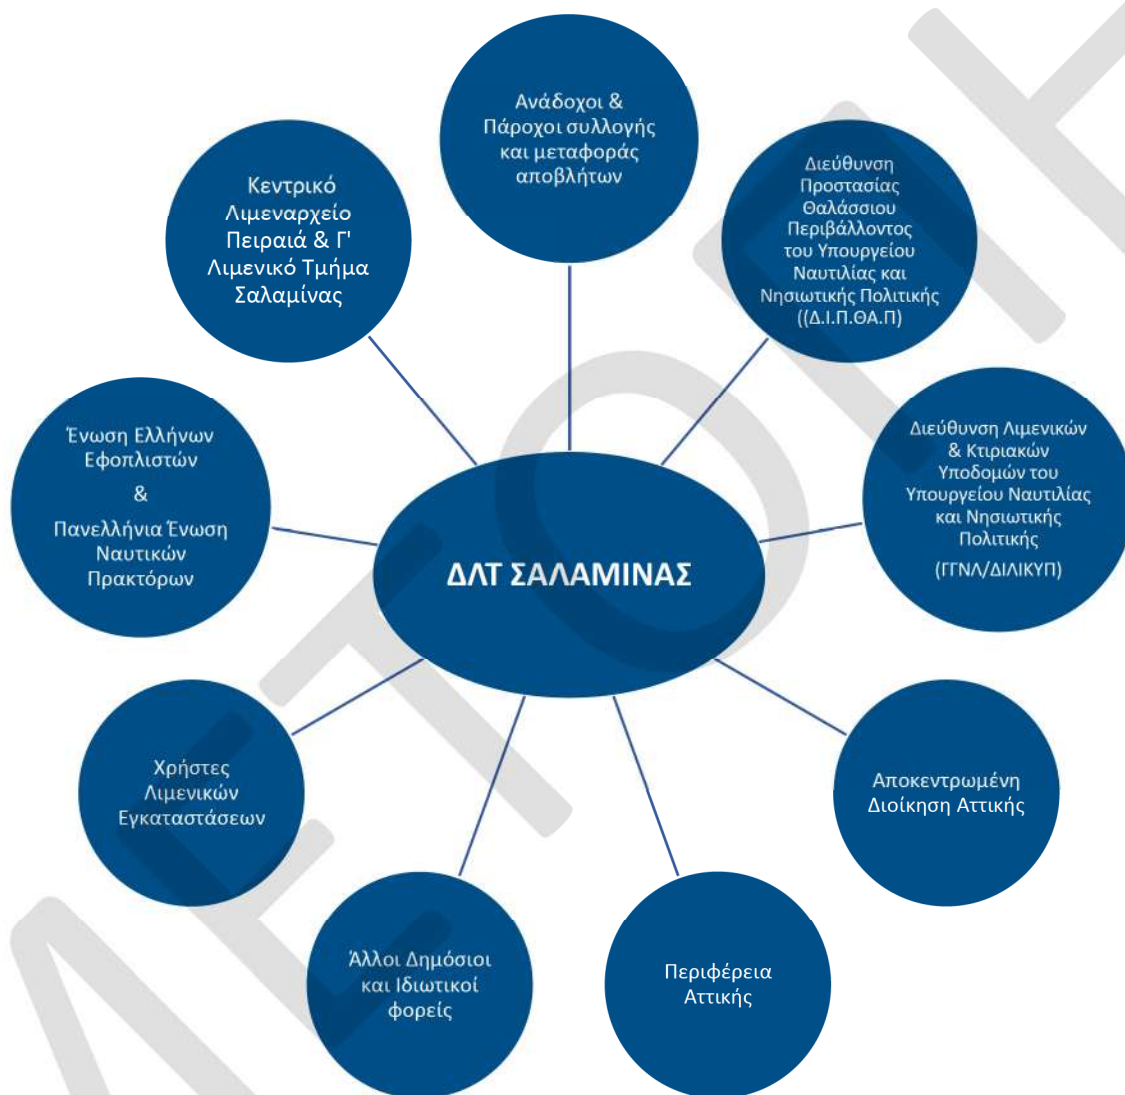 Ανάδοχοι &
Πάροχοι συλλογής
και μεταφοράς
αποβλήτων
Διεύθυνση
Προστασίας
Θαλάσσιου
Περιβάλλοντος
του Υπουργείου
Ναυτιλίας και
Νησιωτικής Πολιτικής
((Δ.Ι.Π.ΘΑ.Π)
Διεύθυνση Λιμενικών
& Κτιριακών
Υποδομών του
Υπουργείου Ναυτιλίας
και Νησιωτικής
Πολιτικής
(ΓΓΝΛ/ΔΙΛΙΚΥΠ)
Αποκεντρωμένη
Διοίκηση Αττικής
Περιφέρεια
Αττικής
Άλλοι Δημόσιοι
και Ιδιωτικοί
φορείς
Χρήστες
Λιμενικών
Εγκαταστάσεων
Ένωση Ελλήνων
Εφοπλιστών
&
Πανελλήνια Ένωση
Ναυτικών
Πρακτόρων
Κεντρικό
Λιμεναρχείο
Πειραιά & Γ'
Λιμενικό Τμήμα
Σαλαμίνας
ΔΛΤ ΣΑΛΑΜΙΝΑΣ